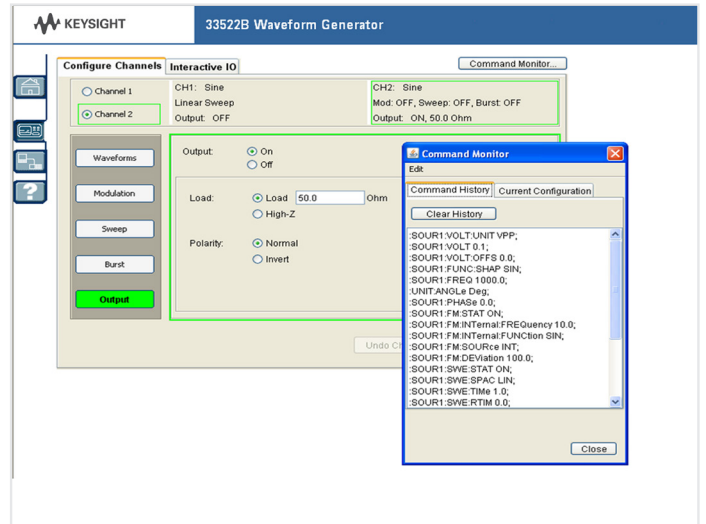 KEYSIGHT
33522B Waveform Generator
Configure Channels
Interactive IO
Command Monitor...
Channel 1
Channel 2
CH1: Sine
Linear Sweep
Output: OFF
CH2: Sine
Mod: OFF, Sweep: OFF, Burst: OFF
Output: ON, 50.0 Ohm
Waveforms
Modulation
Sweep
Burst
Output
Output:
On
Off
Load:
Load 50.0 Ohm
High-Z
Polarity:
Normal
Invert
Undo
Command Monitor
Edit
Command History
Current Configuration
Clear History
:SOUR1:VOLT:UNIT VPP;
:SOUR1:VOLT 0.1;
:SOUR1:VOLT:OFFS 0.0;
:SOUR1:FUNC:SHAP SIN;
:SOUR1:FREQ 1000.0;
:UNIT:ANGLe Deg;
:SOUR1:PHASe 0.0;
:SOUR1:FM:STAT ON;
:SOUR1:FM:INTernal:FREQuency 10.0;
:SOUR1:FM:INTernal:FUNCtion SIN;
:SOUR1:FM:SOURce INT;
:SOUR1:FM:DEViation 100.0;
:SOUR1:SWE:STAT ON;
:SOUR1:SWE:SPAC LIN;
:SOUR1:SWE:TIMe 1.0;
:SOUR1:SWE:RTIM 0.0;
Close